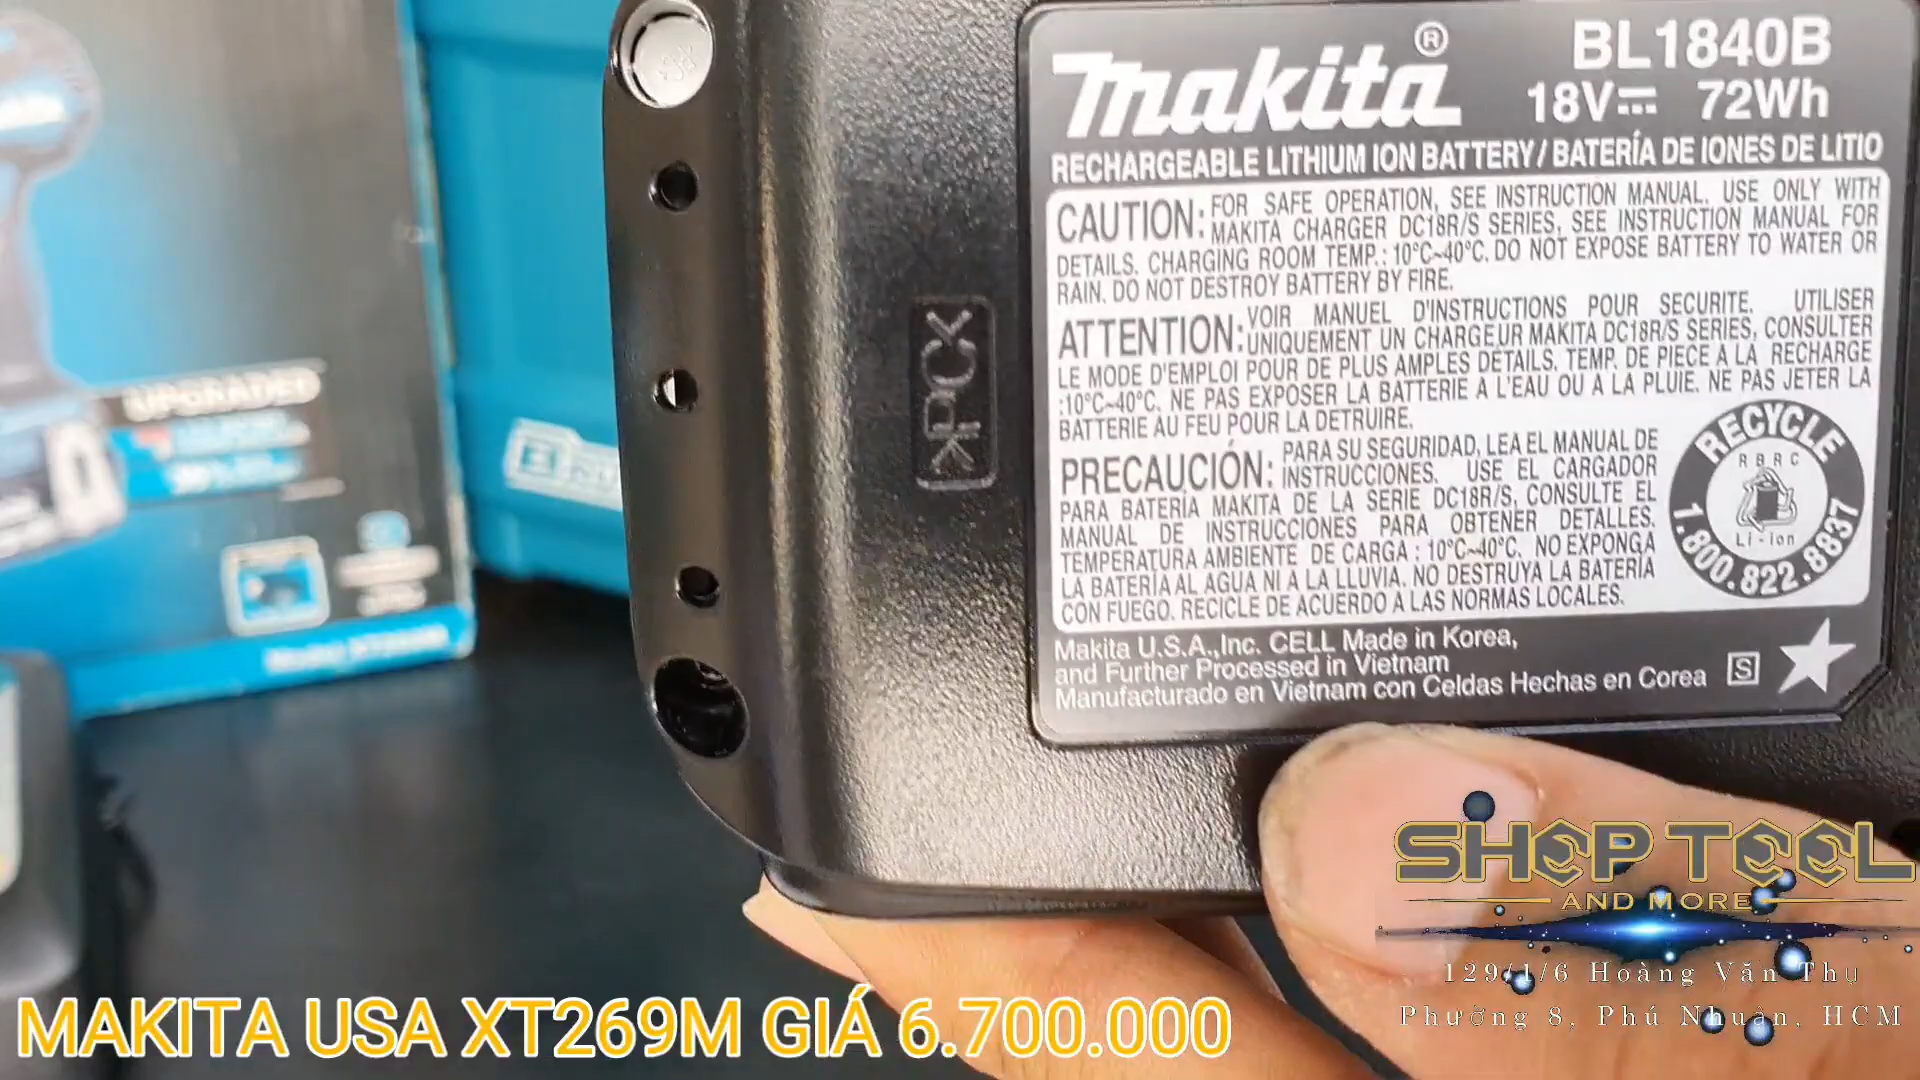 makita®
BL1840B
18V 72Wh
RECHARGEABLE LITHIUM ION BATTERY / BATERÍA DE IONES DE LITIO
CAUTION: FOR SAFE OPERATION, SEE INSTRUCTION MANUAL. USE ONLY WITH
MAKITA CHARGER DC18R/S SERIES, SEE INSTRUCTION MANUAL FOR
DETAILS. CHARGING ROOM TEMP.: 10°C~40°C. DO NOT EXPOSE BATTERY TO WATER OR
RAIN. DO NOT DESTROY BATTERY BY FIRE.
ATTENTION: VOIR MANUEL D'INSTRUCTIONS POUR SECURITE. UTILISER
UNIQUEMENT UN CHARGEUR MAKITA DC18R/S SERIES, CONSULTER
LE MODE D'EMPLOI POUR DE PLUS AMPLES DÉTAILS. TEMP. DE PIECE A LA RECHARGE
:10°C~40°C. NE PAS EXPOSER LA BATTERIE A L'EAU OU A LA PLUIE. NE PAS JETER LA
BATTERIE AU FEU POUR LA DETRUIRE.
PRECAUCIÓN: PARA SU SEGURIDAD, LEA EL MANUAL DE
INSTRUCCIONES. USE EL CARGADOR
PARA BATERÍA MAKITA DE LA SERIE DC18R/S, CONSULTE EL
MANUAL DE INSTRUCCIONES PARA OBTENER DETALLES.
TEMPERATURA AMBIENTE DE CARGA : 10°C~40°C. NO EXPONGA
LA BATERÍA AL AGUA NI A LA LLUVIA. NO DESTRUYA LA BATERÍA
CON FUEGO. RECICLE DE ACUERDO A LAS NORMAS LOCALES.
RECYCLE
RBRC
Li-ion
1.800.822.8837
Makita U.S.A.,Inc. CELL Made in Korea,
and Further Processed in Vietnam
Manufacturado en Vietnam con Celdas Hechas en Corea
S
UPGRADED
SHOP TOOL
AND MORE
129/1/6 Hoàng Văn Thụ
Phường 8, Phú Nhuận, HCM
MAKITA USA XT269M GIÁ 6.700.000